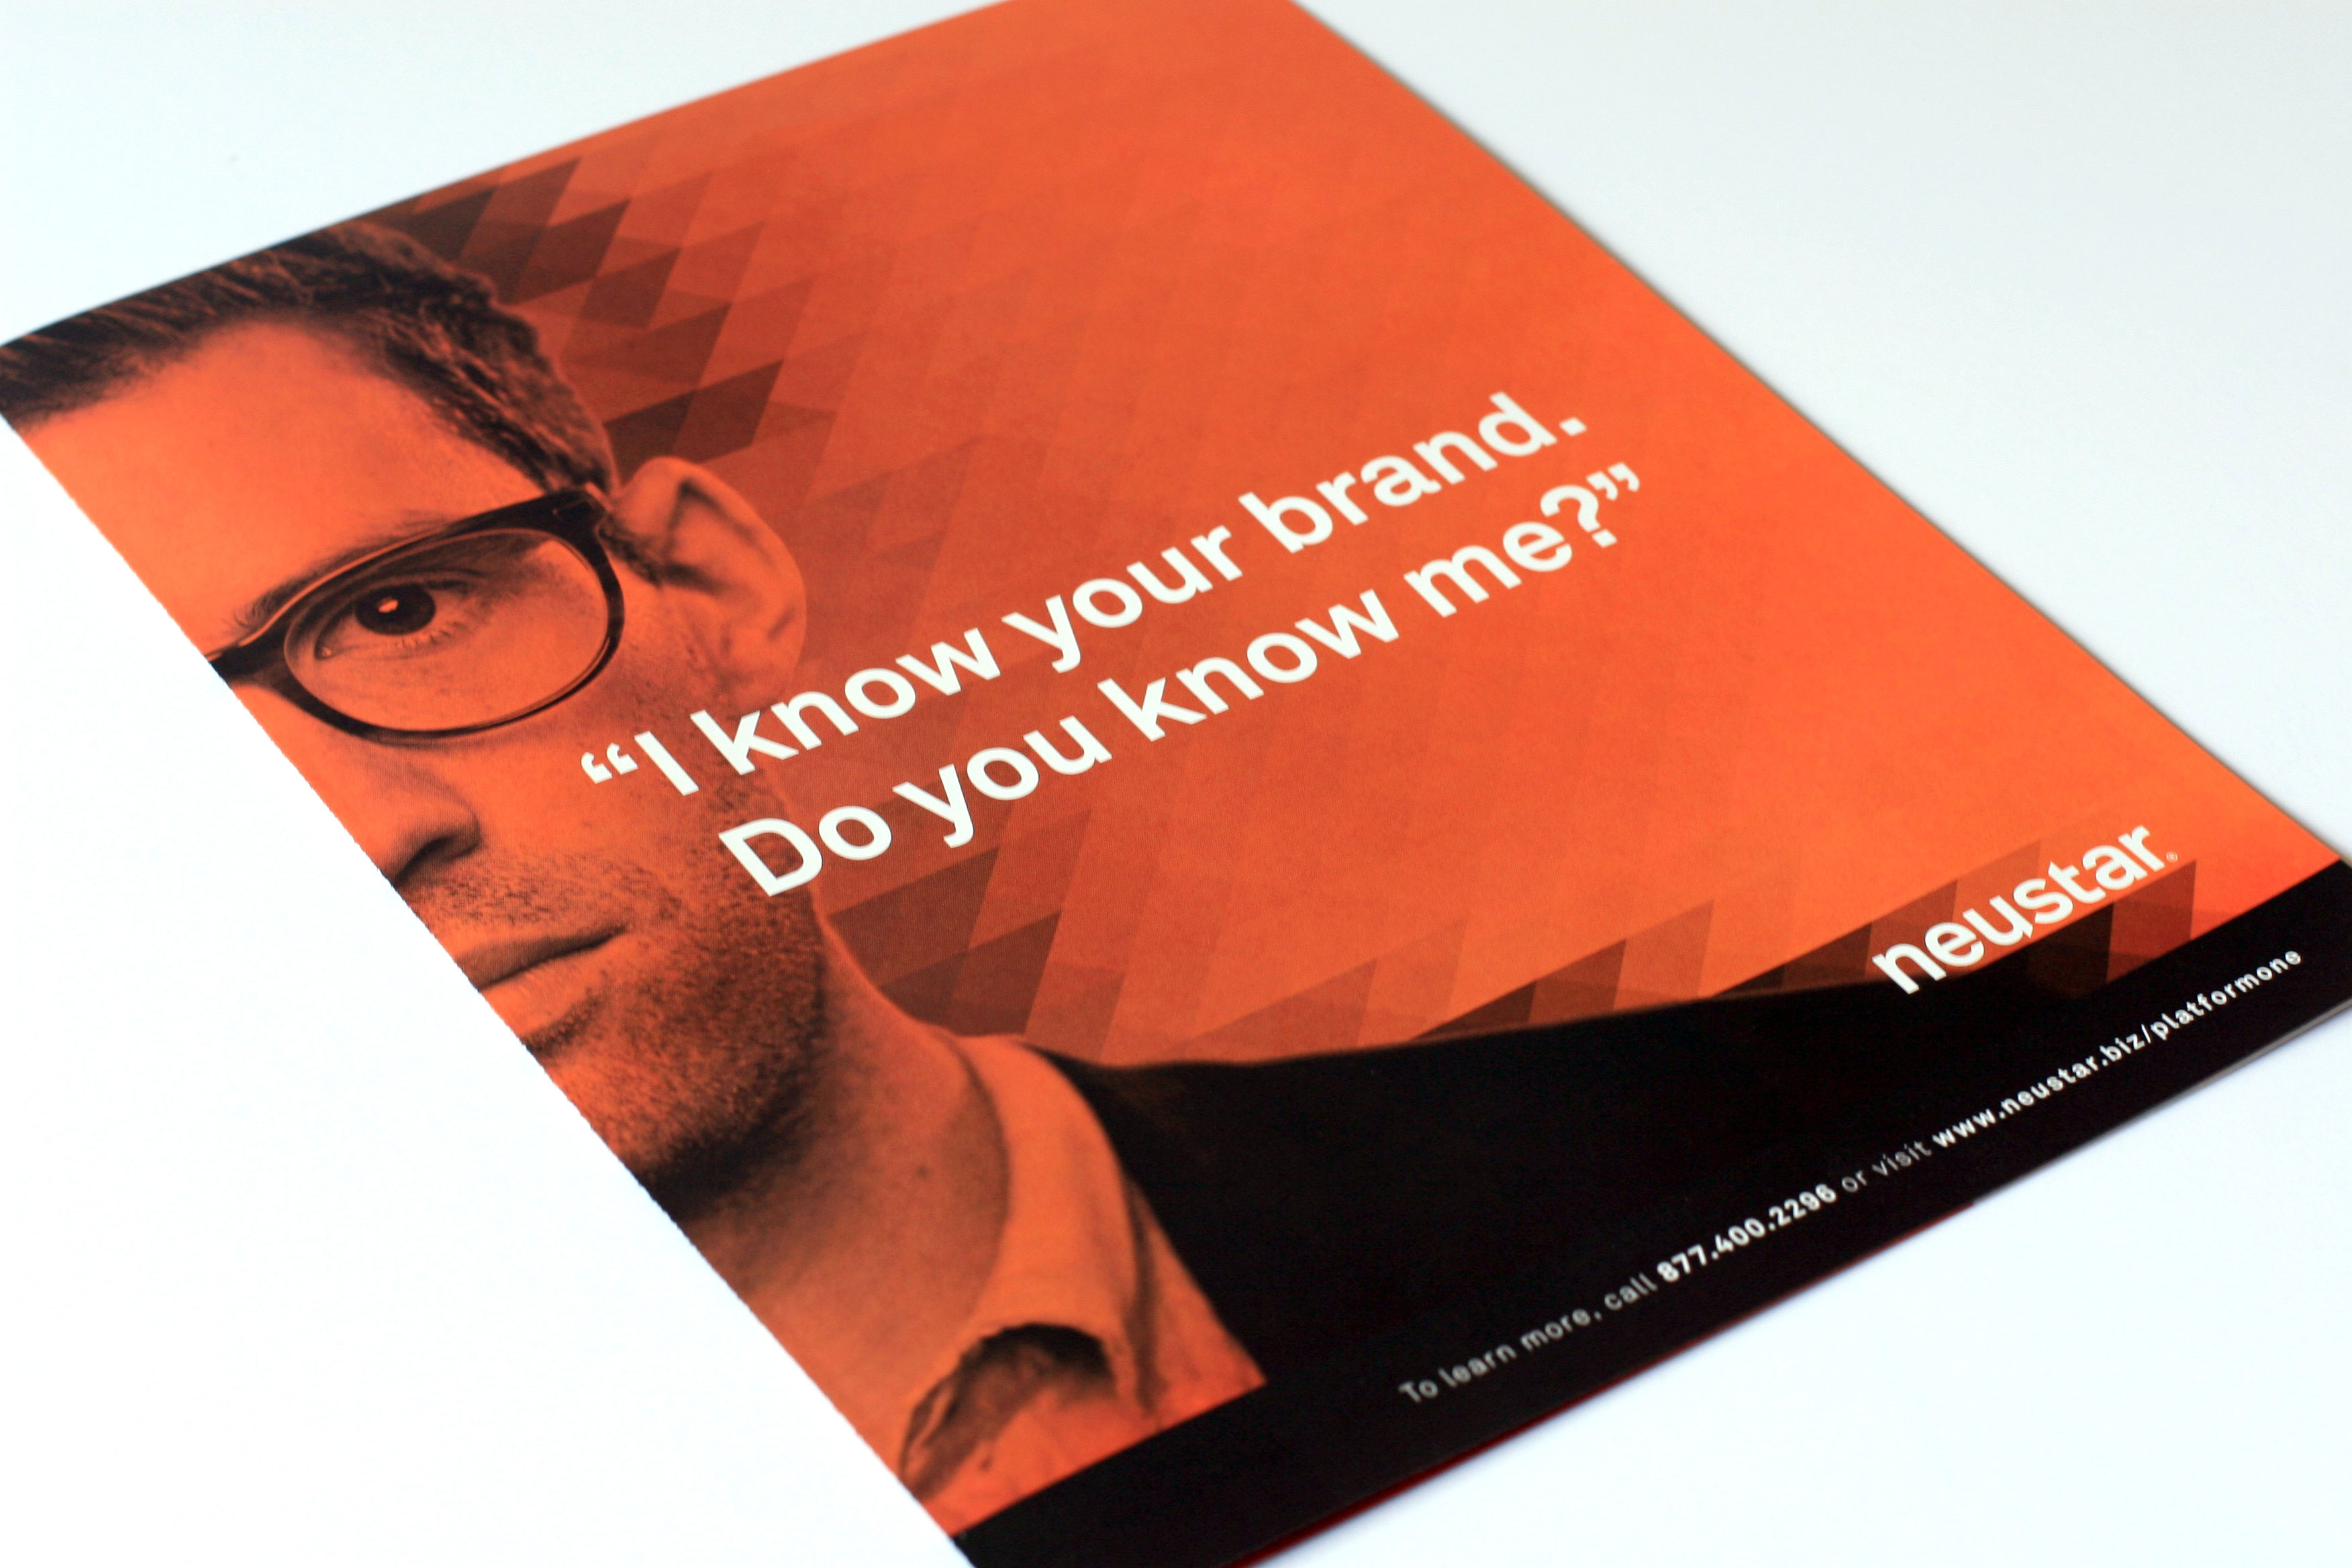 “I know your brand.
Do you know me?”
neustar®
To learn more, call 877.400.2296 or visit www.neustar.biz/platformone